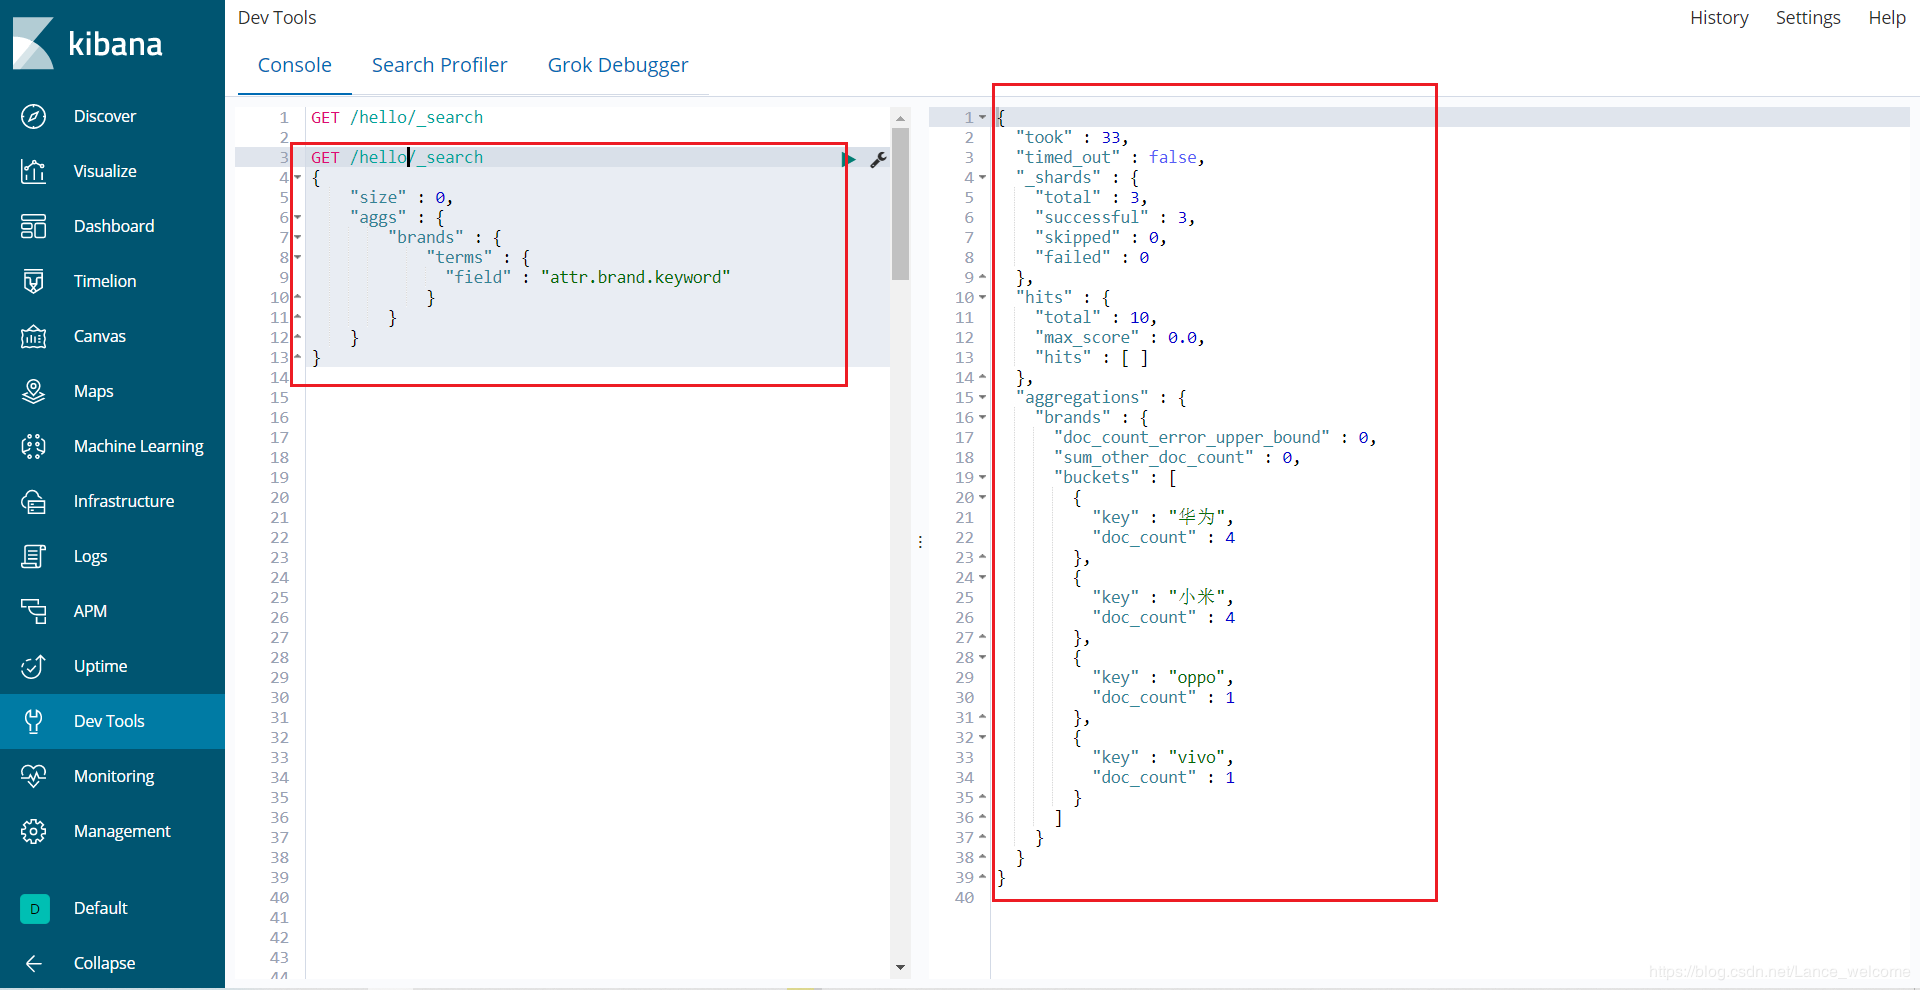 kibana
Discover
Visualize
Dashboard
Timelion
Canvas
Maps
Machine Learning
Infrastructure
Logs
APM
Uptime
Dev Tools
Monitoring
Management
D Default
Collapse
Dev Tools
History Settings Help
Console Search Profiler Grok Debugger
1 GET /hello/_search
2
3 GET /hello/_search
4 {
5 "size" : 0,
6 "aggs" : {
7 "brands" : {
8 "terms" : {
9 "field" : "attr.brand.keyword"
10 }
11 }
12 }
13 }
14
15
16
17
18
19
20
21
22
23
24
25
26
27
28
29
30
31
32
33
34
35
36
37
38
39
40
41
42
43
44
1 {
2 "took" : 33,
3 "timed_out" : false,
4 "_shards" : {
5 "total" : 3,
6 "successful" : 3,
7 "skipped" : 0,
8 "failed" : 0
9 },
10 "hits" : {
11 "total" : 10,
12 "max_score" : 0.0,
13 "hits" : [ ]
14 },
15 "aggregations" : {
16 "brands" : {
17 "doc_count_error_upper_bound" : 0,
18 "sum_other_doc_count" : 0,
19 "buckets" : [
20 {
21 "key" : "华为",
22 "doc_count" : 4
23 },
24 {
25 "key" : "小米",
26 "doc_count" : 4
27 },
28 {
29 "key" : "oppo",
30 "doc_count" : 1
31 },
32 {
33 "key" : "vivo",
34 "doc_count" : 1
35 }
36 ]
37 }
38 }
39 }
40
https://blog.csdn.net/Lance_welcome